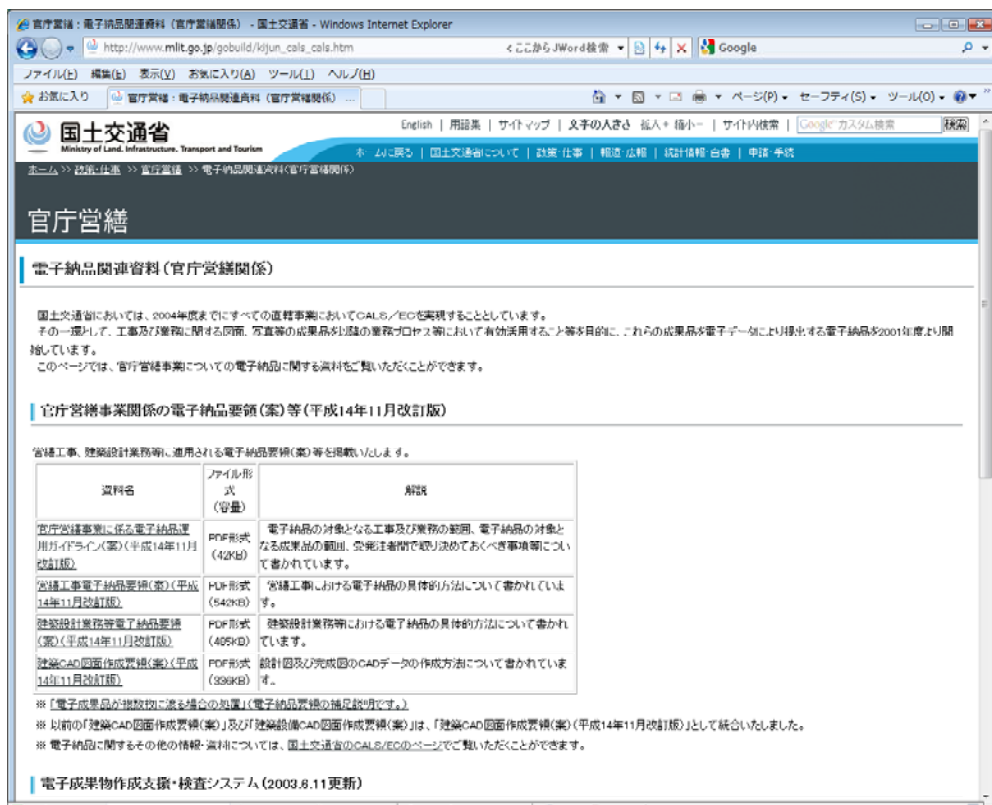 官庁営繕：電子納品関連資料（官庁営繕関係） - 国土交通省 - Windows Internet Explorer
http://www.mlit.go.jp/gobuild/kijun_cals_cals.htm
＜ここからJWord検索
Google
ファイル(F) 編集(E) 表示(V) お気に入り(A) ツール(T) ヘルプ(H)
お気に入り 官庁営繕：電子納品関連資料（官庁営繕関係） ...
ページ(P) セーフティ(S) ツール(O)
国土交通省
Ministry of Land, Infrastructure, Transport and Tourism
English | 用語集 | サイトマップ | 文字の大きさ 拡大+ 縮小- | サイト内検索 | Google カスタム検索 検索
ホームに戻る | 国土交通省について | 政策・仕事 | 報道・広報 | 統計情報・白書 | 申請・手続
ホーム >> 政策・仕事 >> 官庁営繕 >> 電子納品関連資料(官庁営繕関係)
官庁営繕
電子納品関連資料(官庁営繕関係)
国土交通省においては、2004年度までにすべての直轄事業においてCALS／ECを実現することとしています。
その一環として、工事及び業務に関する図面、写真等の成果品を以降の業務プロセス等において有効活用すること等を目的に、これらの成果品を電子データにより提出する電子納品を2001年度より開
始しています。
このページでは、官庁営繕事業についての電子納品に関する資料をご覧いただくことができます。
官庁営繕事業関係の電子納品要領(案)等(平成14年11月改訂版)
営繕工事、建築設計業務等に適用される電子納品要領(案)等を掲載いたします。
資料名
ファイル形
式
(容量)
解説
官庁営繕事業に係る電子納品運
用ガイドライン(案)(平成14年11月
改訂版)
PDF形式
(42KB)
電子納品の対象となる工事及び業務の範囲、電子納品の対象と
なる成果品の範囲、受発注者間で取り決めておくべき事項等につい
て書かれています。
営繕工事電子納品要領(案)(平成
14年11月改訂版)
PDF形式
(542KB)
営繕工事における電子納品の具体的方法について書かれていま
す。
建築設計業務等電子納品要領
(案)(平成14年11月改訂版)
PDF形式
(485KB)
建築設計業務等における電子納品の具体的方法について書かれ
ています。
建築CAD図面作成要領(案)(平成
14年11月改訂版)
PDF形式
(336KB)
設計図及び完成図のCADデータの作成方法について書かれていま
す。
※「電子成果品が複数枚に渡る場合の処置」(電子納品要領の補足説明です。)
※ 以前の「建築CAD図面作成要領(案)」及び「建築設備CAD図面作成要領(案)」は、「建築CAD図面作成要領(案)(平成14年11月改訂版)」として統合いたしました。
※ 電子納品に関するその他の情報・資料については、国土交通省のCALS/ECのページでご覧いただくことができます。
電子成果物作成支援・検査システム(2003.6.11更新)